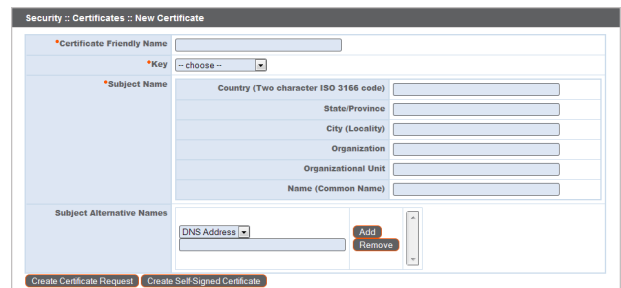 Security :: Certificates :: New Certificate
*Certificate Friendly Name
*Key -- choose --
*Subject Name
Country (Two character ISO 3166 code)
State/Province
City (Locality)
Organization
Organizational Unit
Name (Common Name)
Subject Alternative Names
DNS Address Add
Remove
Create Certificate Request Create Self-Signed Certificate